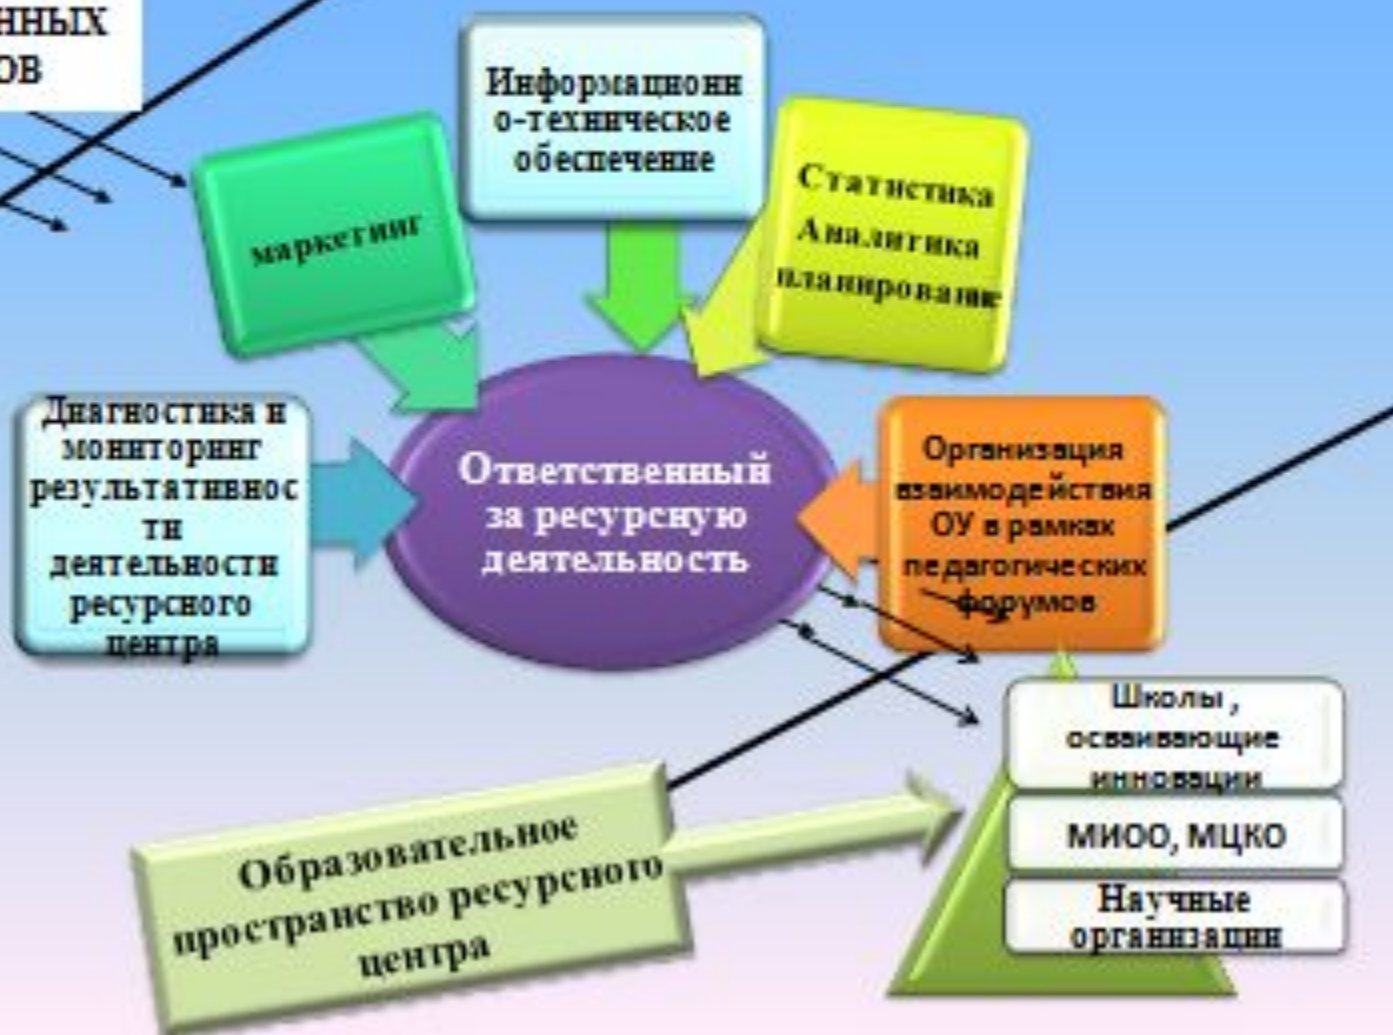 ННЫХ
ОВ
Информационн
о-техническое
обеспечение
маркетинг
Статистика
Аналитика
планирование
Диагностика и
мониторинг
результативнос
ти
деятельности
ресурсного
центра
Ответственный
за ресурсную
деятельность
Организация
взаимодействия
ОУ в рамках
педагогических
форумов
Школы ,
осваивающие
инновации
МИОО, МЦКО
Научные
организации
Образовательное
пространство ресурсного
центра